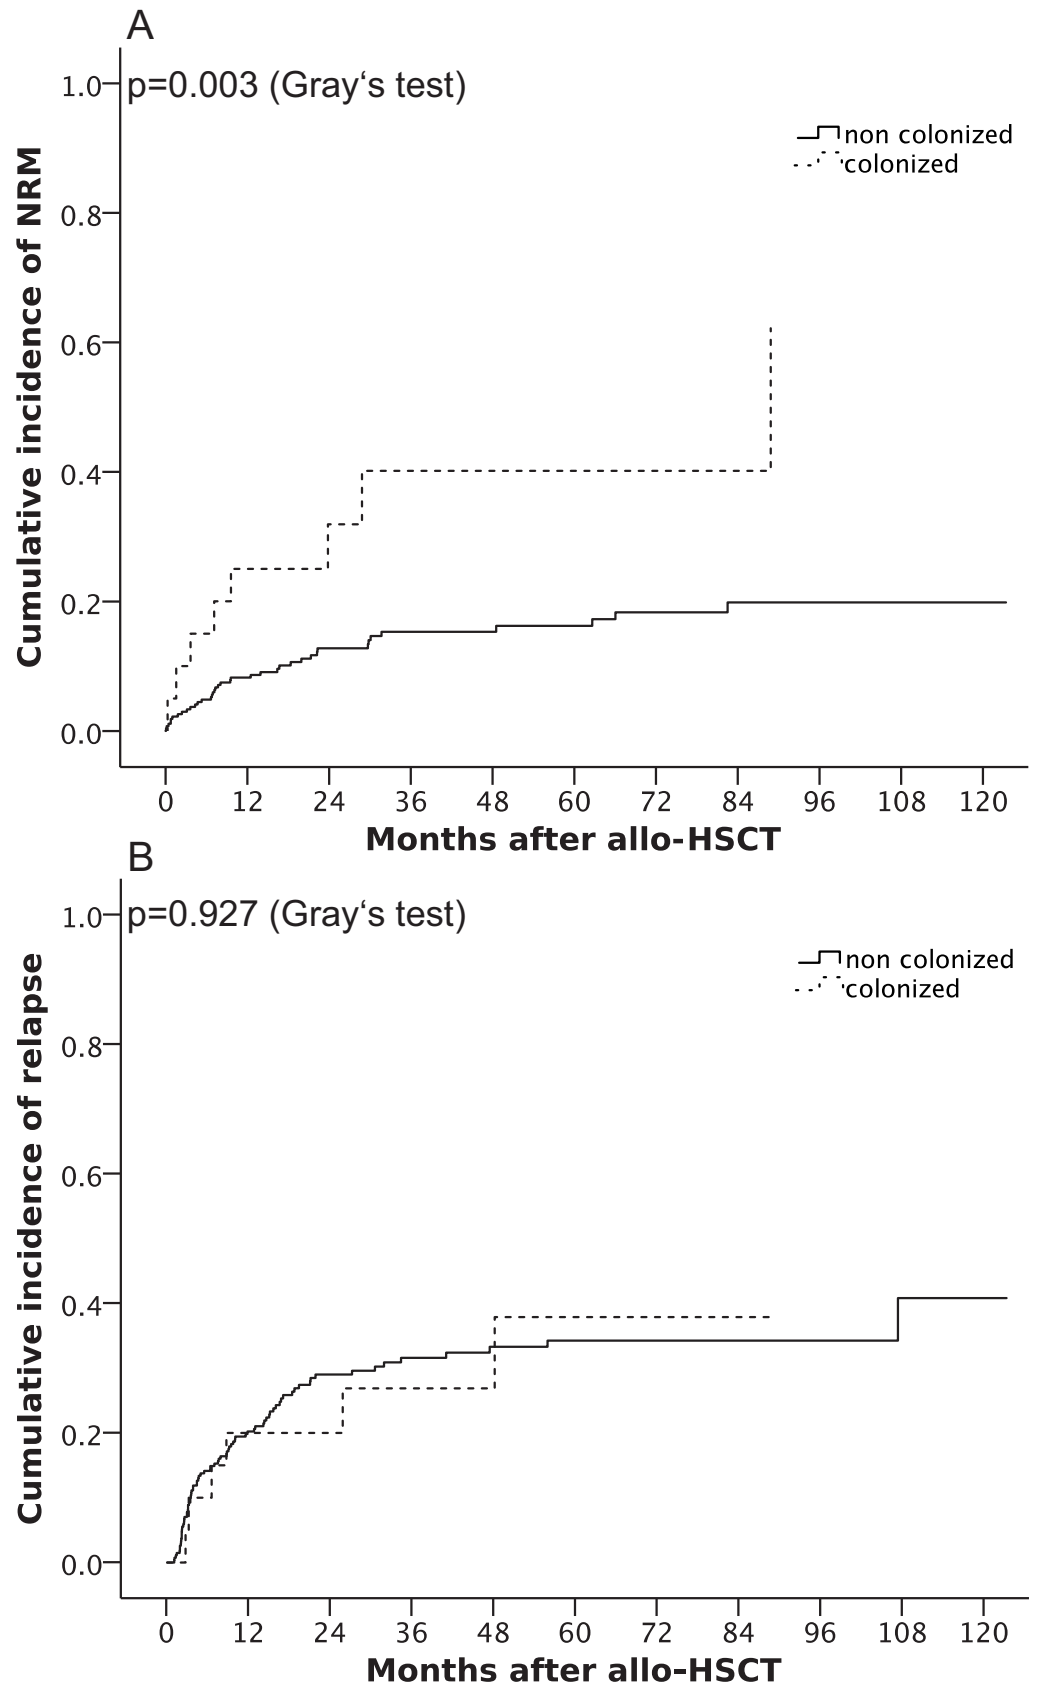 A
p=0.003 (Gray‘s test)
non colonized
colonized
Cumulative incidence of NRM
1.0
0.8
0.6
0.4
0.2
0.0
0 12 24 36 48 60 72 84 96 108 120
Months after allo-HSCT
B
p=0.927 (Gray‘s test)
non colonized
colonized
Cumulative incidence of relapse
1.0
0.8
0.6
0.4
0.2
0.0
0 12 24 36 48 60 72 84 96 108 120
Months after allo-HSCT